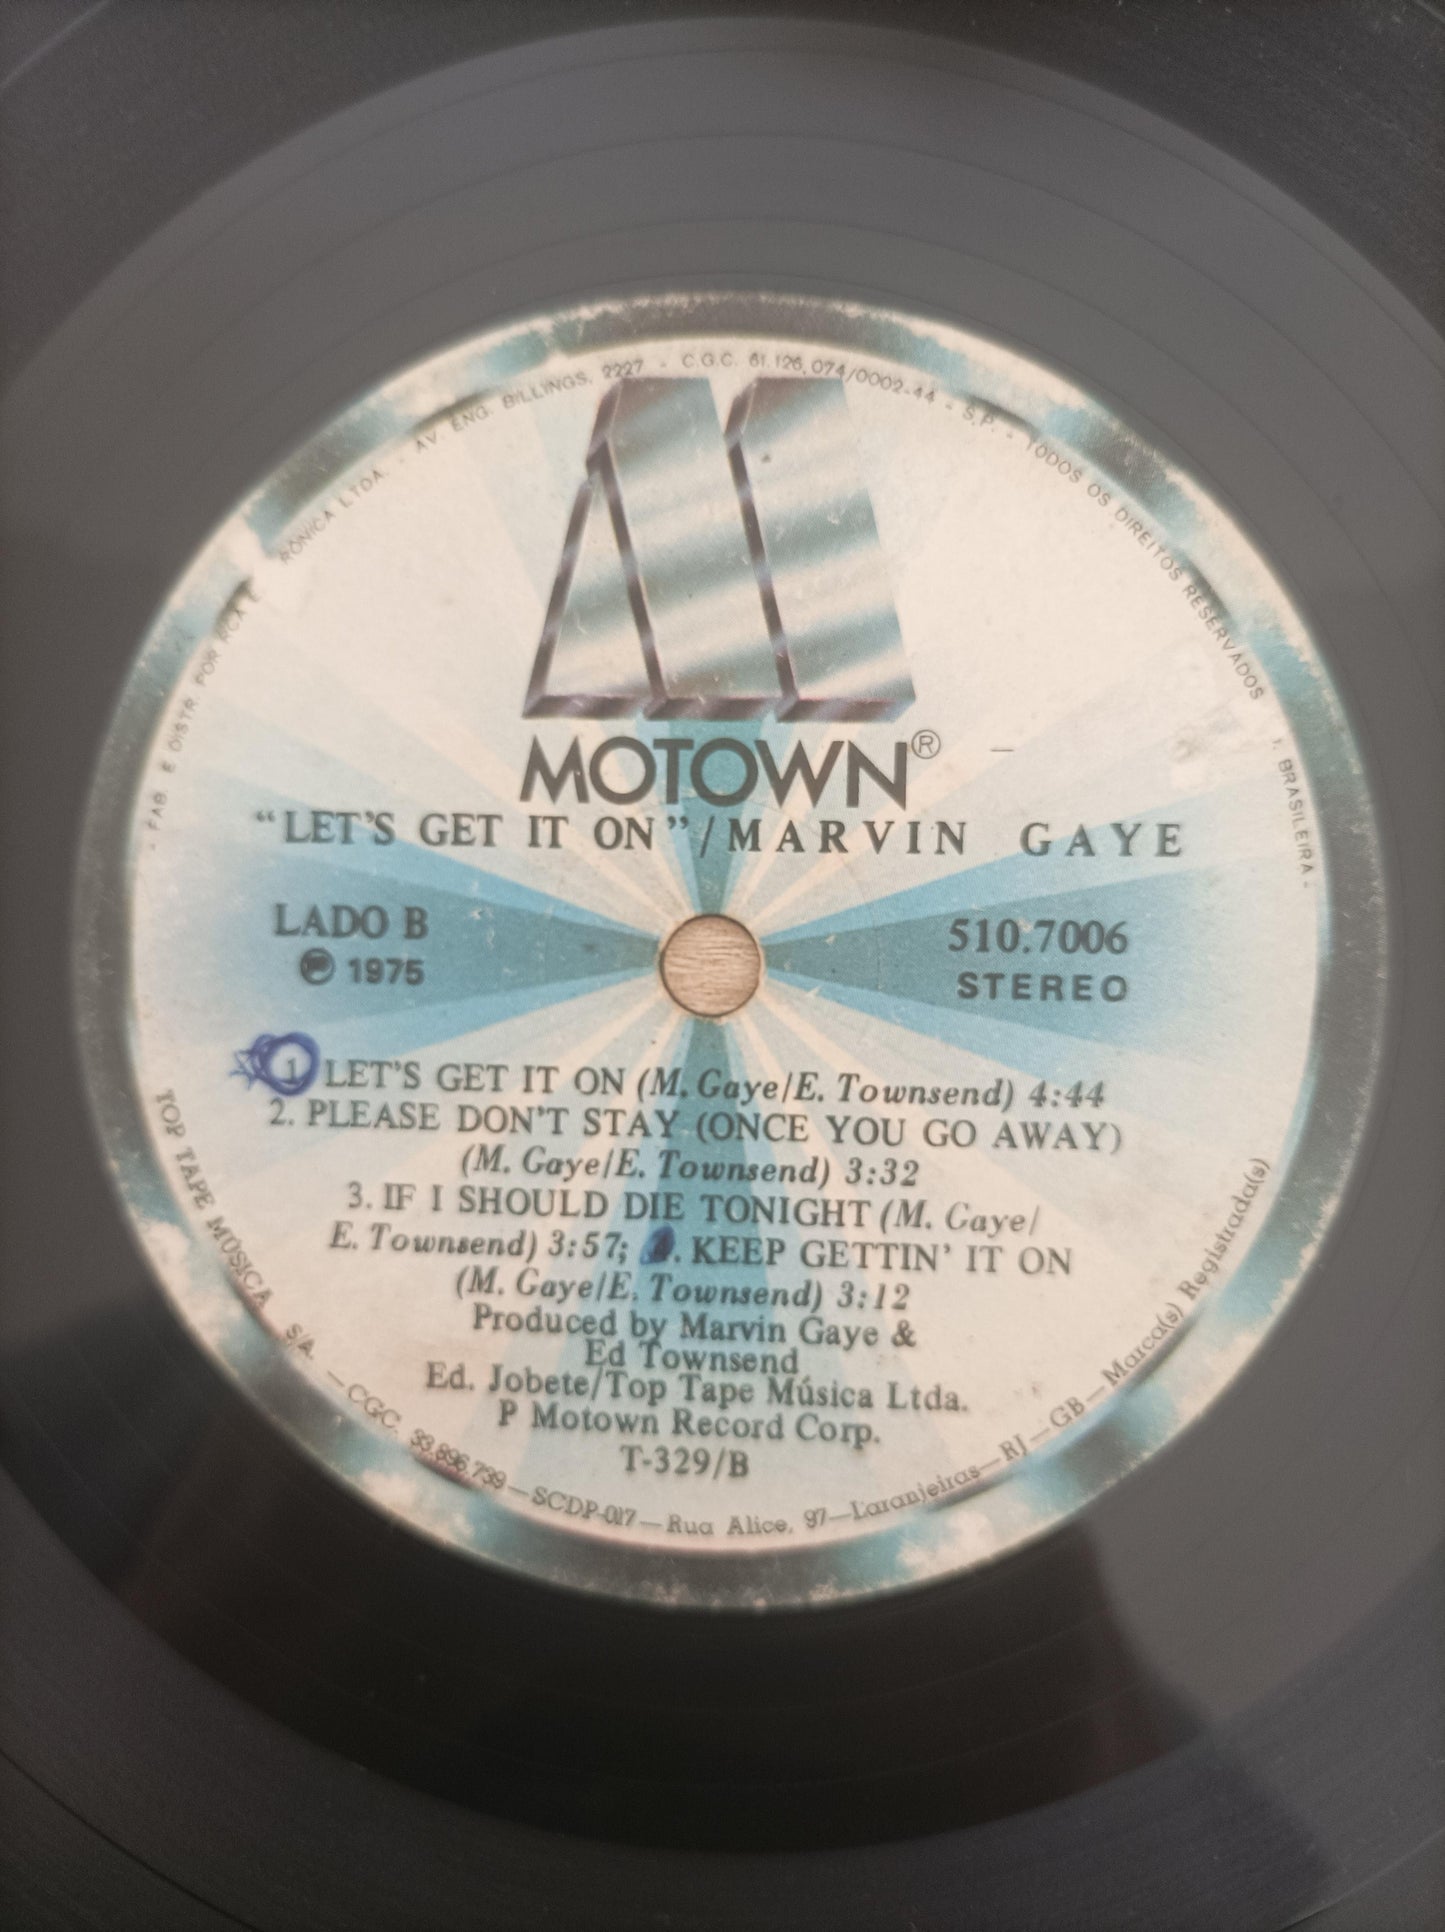 - FAB. E DISTR. POR RCA E RÔNICA LTDA. - AV. ENG. BILLINGS, 2227 - C.G.C. 61.126.074/0002-44 - S.P. - TODOS OS DIREITOS RESERVADOS I. BRASILEIRA -
MOTOWN®
“LET'S GET IT ON”/MARVIN GAYE
LADO B
510.7006
Ⓟ 1975
STEREO
1 LET'S GET IT ON (M. Gaye/E. Townsend) 4:44
2. PLEASE DON'T STAY (ONCE YOU GO AWAY)
(M. Gaye/E. Townsend) 3:32
3. IF I SHOULD DIE TONIGHT (M. Gaye/
E. Townsend) 3:57; . KEEP GETTIN' IT ON
(M. Gaye/E. Townsend) 3:12
Produced by Marvin Gaye &
Ed Townsend
Ed. Jobete/Top Tape Música Ltda.
P Motown Record Corp.
T-329/B
TOP TAPE MÚSICA S/A. — CGC. 33.896.739 — SCDP-017 — Rua Alice, 97 — Laranjeiras — RJ — GB — Marca(s) Registrada(s)